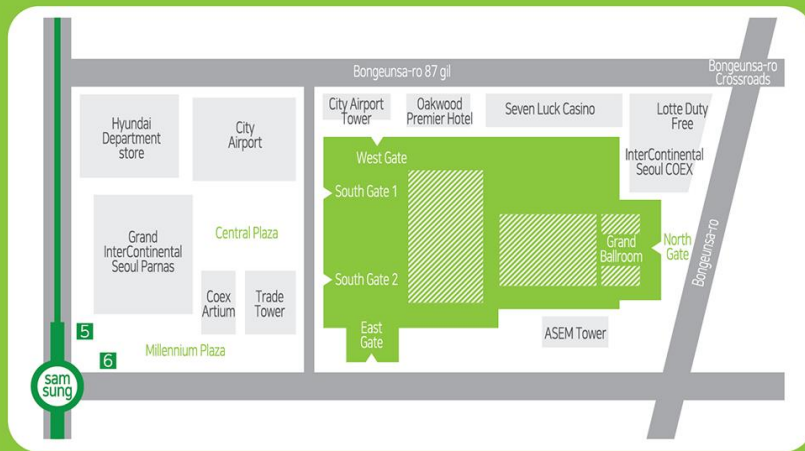 Bongeunsa-ro 87 gil
Bongeunsa-ro
Crossroads
Hyundai
Department
store
City
Airport
City Airport
Tower
Oakwood
Premier Hotel
Seven Luck Casino
Lotte Duty
Free
InterContinental
Seoul COEX
West Gate
South Gate 1
Grand
InterContinental
Seoul Parnas
Central Plaza
Grand
Ballroom
North
Gate
Bongeunsa-ro
South Gate 2
Coex
Artium
Trade
Tower
East
Gate
ASEM Tower
5
Millennium Plaza
6
sam
sung